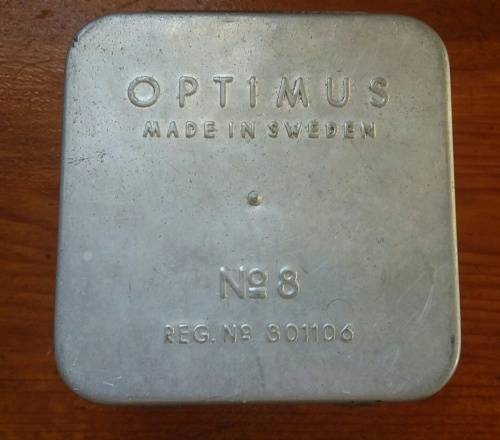 OPTIMUS
MADE IN SWEDEN
Nº 8
REG. Nº 301106